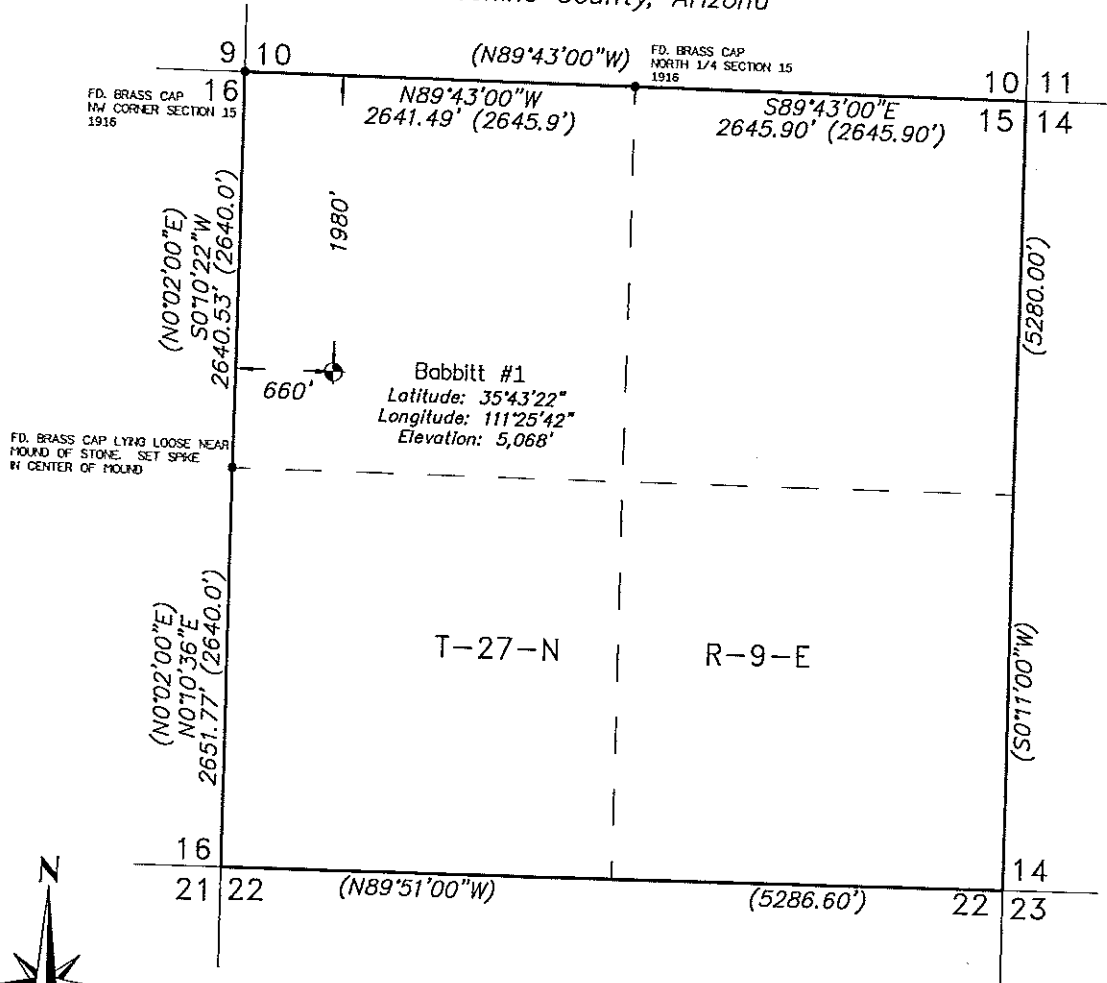 County, Arizona
9 10
(N89°43'00"W)
FD. BRASS CAP
NORTH 1/4 SECTION 15
1916
10 11
FD. BRASS CAP
NW CORNER SECTION 15
1916
16
N89°43'00"W
2641.49' (2645.9')
S89°43'00"E
2645.90' (2645.90')
15 14
(N0°02'00"E)
S0°10'22"W
2640.53' (2640.0')
1980'
(5280.00')
660'
Babbitt #1
Latitude: 35°43'22"
Longitude: 111°25'42"
Elevation: 5,068'
FD. BRASS CAP LYING LOOSE NEAR
MOUND OF STONE. SET SPIKE
IN CENTER OF MOUND
(N0°02'00"E)
N0°10'36"E
2651.77' (2640.0')
T-27-N
R-9-E
(S0°11'00"W)
16
14
21 22
(N89°51'00"W)
(5286.60')
22 23
N